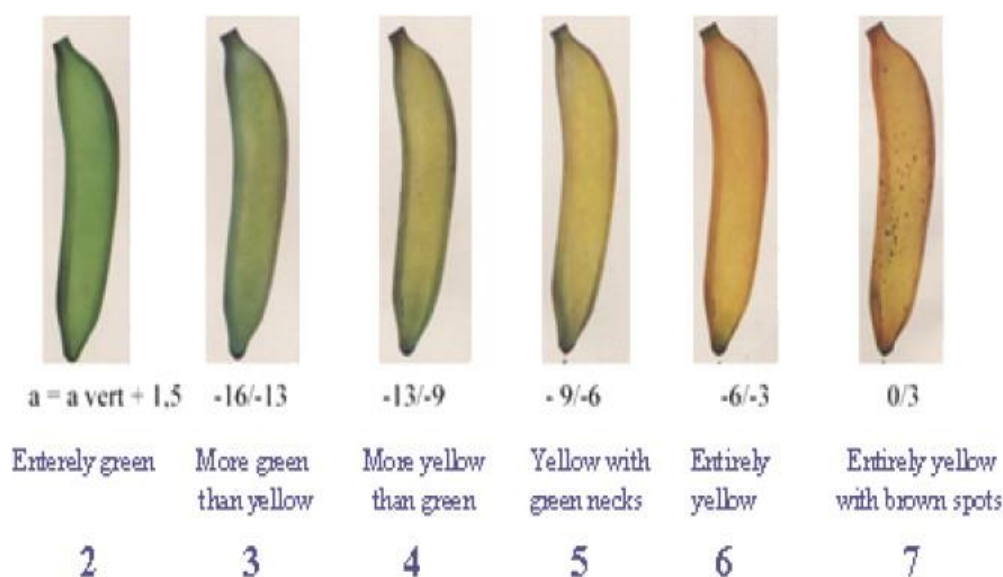 a = a vert + 1,5 -16/-13 -13/-9 - 9/-6 -6/-3 0/3
Enterely green More green More yellow Yellow with Entirely Entirely yellow
than yellow than green green necks yellow with brown spots
2 3 4 5 6 7